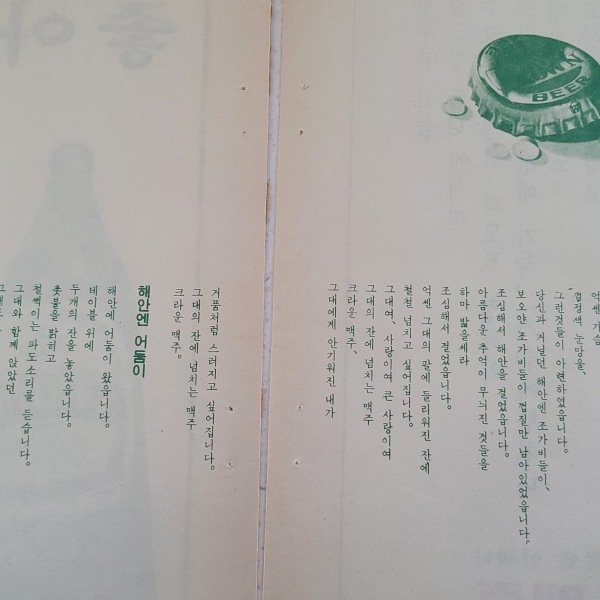 BEER
억센 가슴
껌정색 눈망울,
그런것들이 아련하였읍니다.
당신과 거닐던 해안엔 조가비들이,
보오얀 조가비들이 껍질만 남아있었읍니다.
조심해서 해안을 걸었읍니다.
아름다운 추억이 무늬진 것들을
하마 밟을세라
조심해서 걸었읍니다.
억쎈 그대의 팔에 들리워진 잔에
철철 넘치고 싶어집니다.
그대여, 사랑이여 큰 사랑이여
그대의 잔에 넘치는 맥주
크라운 맥주,
그대에게 안기워진 내가
거품처럼 스러지고 싶어집니다.
그대의 잔에 넘치는 맥주
크라운 맥주.
해안엔 어둠이
해안에 어둠이 왔읍니다.
테이블 위에
두개의 잔을 놓았읍니다.
촛불을 밝히고
철썩이는 파도소리를 듣습니다.
그대와 함께 앉았던